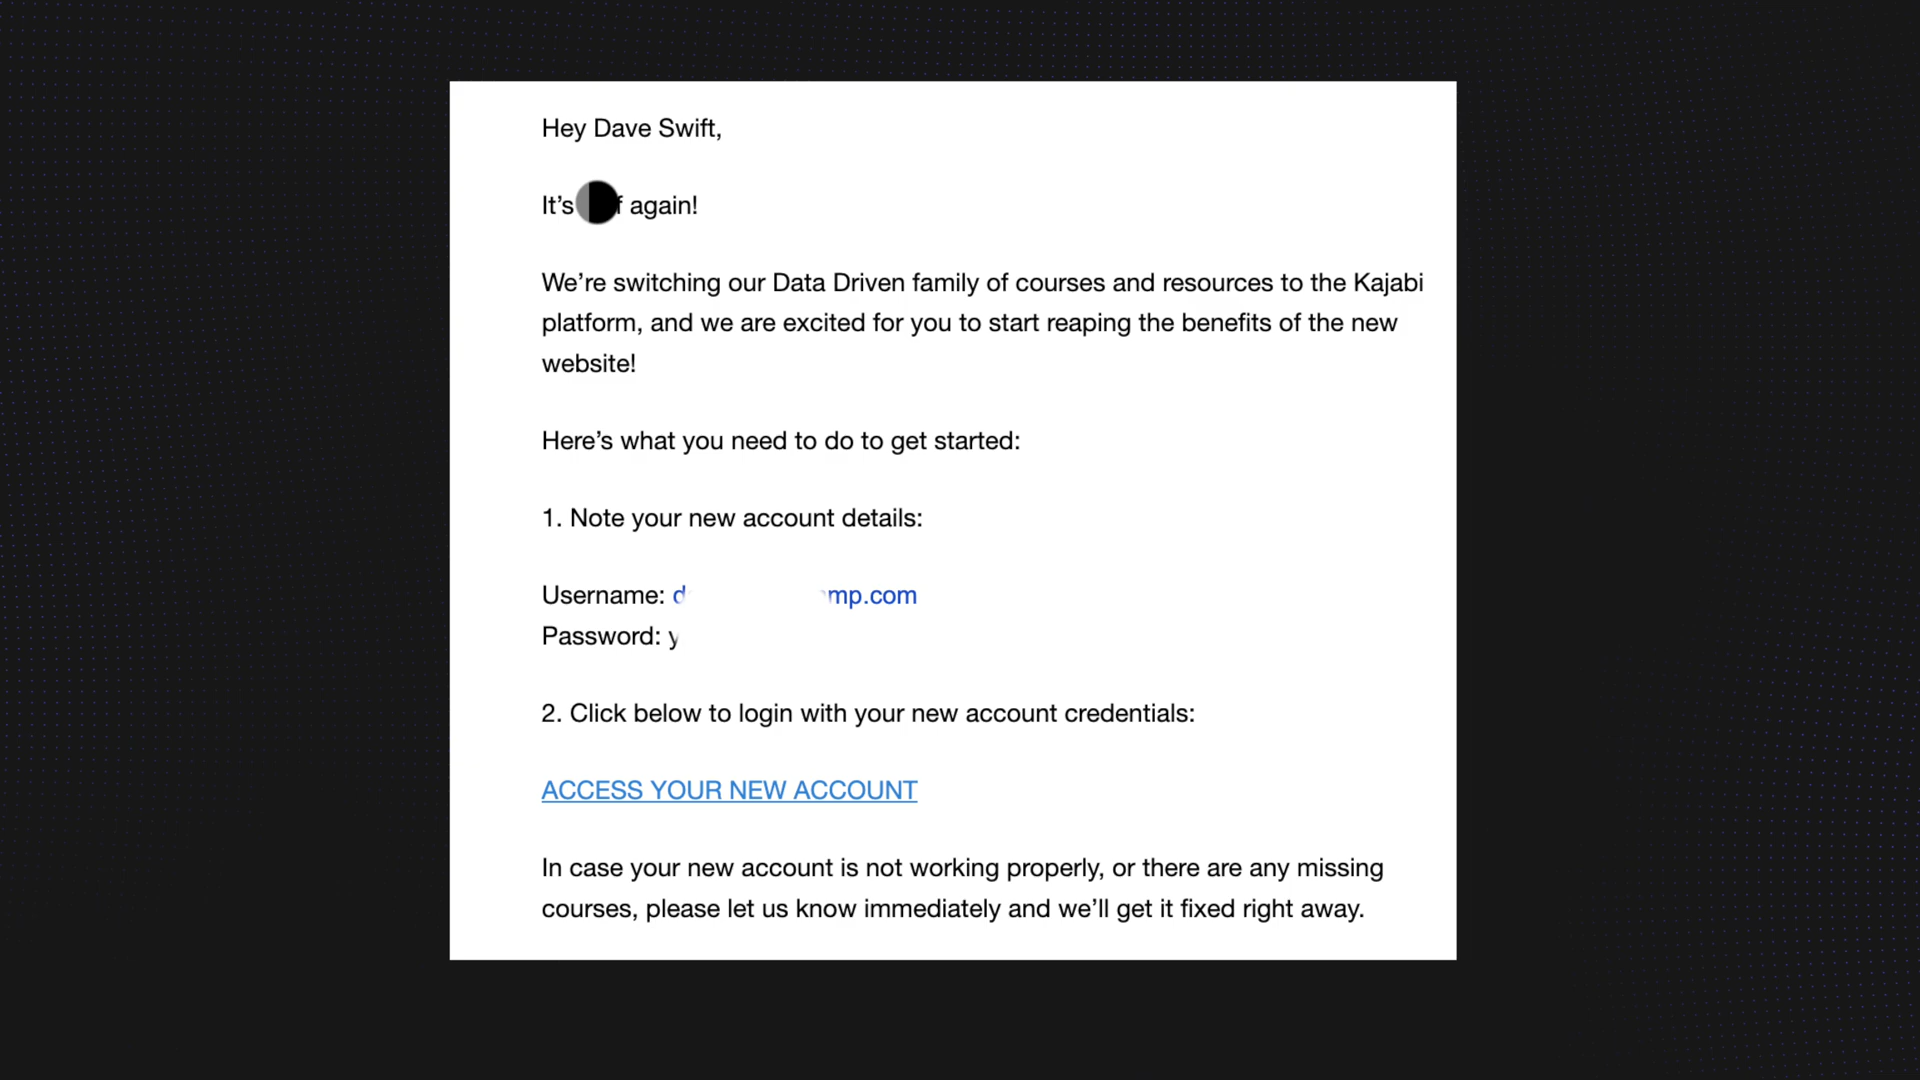 Hey Dave Swift,
It’s again!
We’re switching our Data Driven family of courses and resources to the Kajabi
platform, and we are excited for you to start reaping the benefits of the new
website!
Here’s what you need to do to get started:
1. Note your new account details:
Username: d mp.com
Password: y
2. Click below to login with your new account credentials:
ACCESS YOUR NEW ACCOUNT
In case your new account is not working properly, or there are any missing
courses, please let us know immediately and we’ll get it fixed right away.